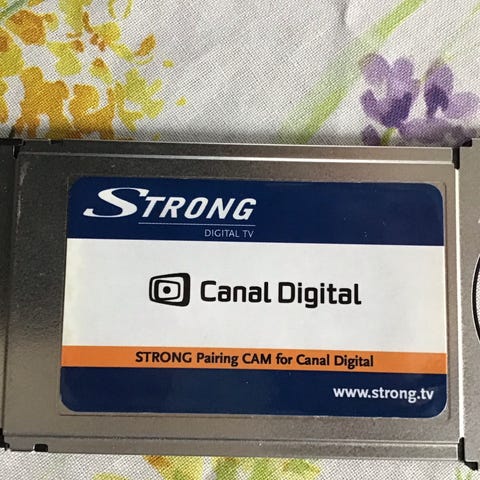 STRONG
DIGITAL TV
Canal Digital
STRONG Pairing CAM for Canal Digital
www.strong.tv